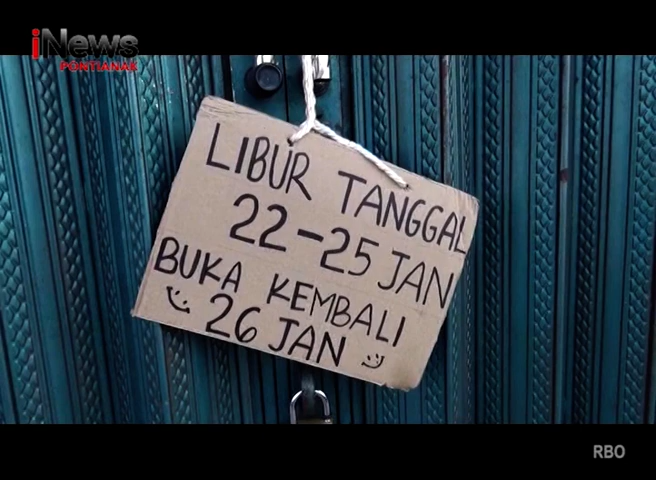 iNews
PONTIANAK
LIBUR TANGGAL
22-25 JAN
BUKA KEMBALI
26 JAN
RBO